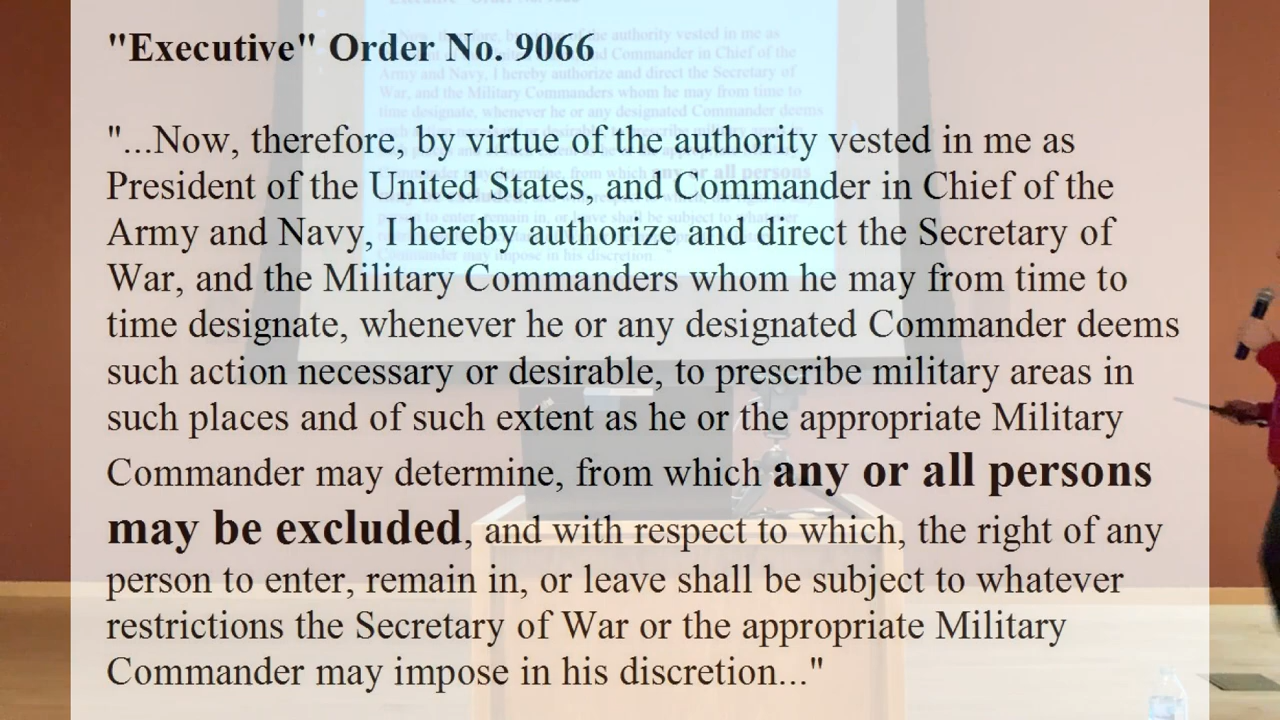 "Executive" Order No. 9066
"...Now, therefore, by virtue of the authority vested in me as
President of the United States, and Commander in Chief of the
Army and Navy, I hereby authorize and direct the Secretary of
War, and the Military Commanders whom he may from time to
time designate, whenever he or any designated Commander deems
such action necessary or desirable, to prescribe military areas in
such places and of such extent as he or the appropriate Military
Commander may determine, from which any or all persons
may be excluded, and with respect to which, the right of any
person to enter, remain in, or leave shall be subject to whatever
restrictions the Secretary of War or the appropriate Military
Commander may impose in his discretion..."